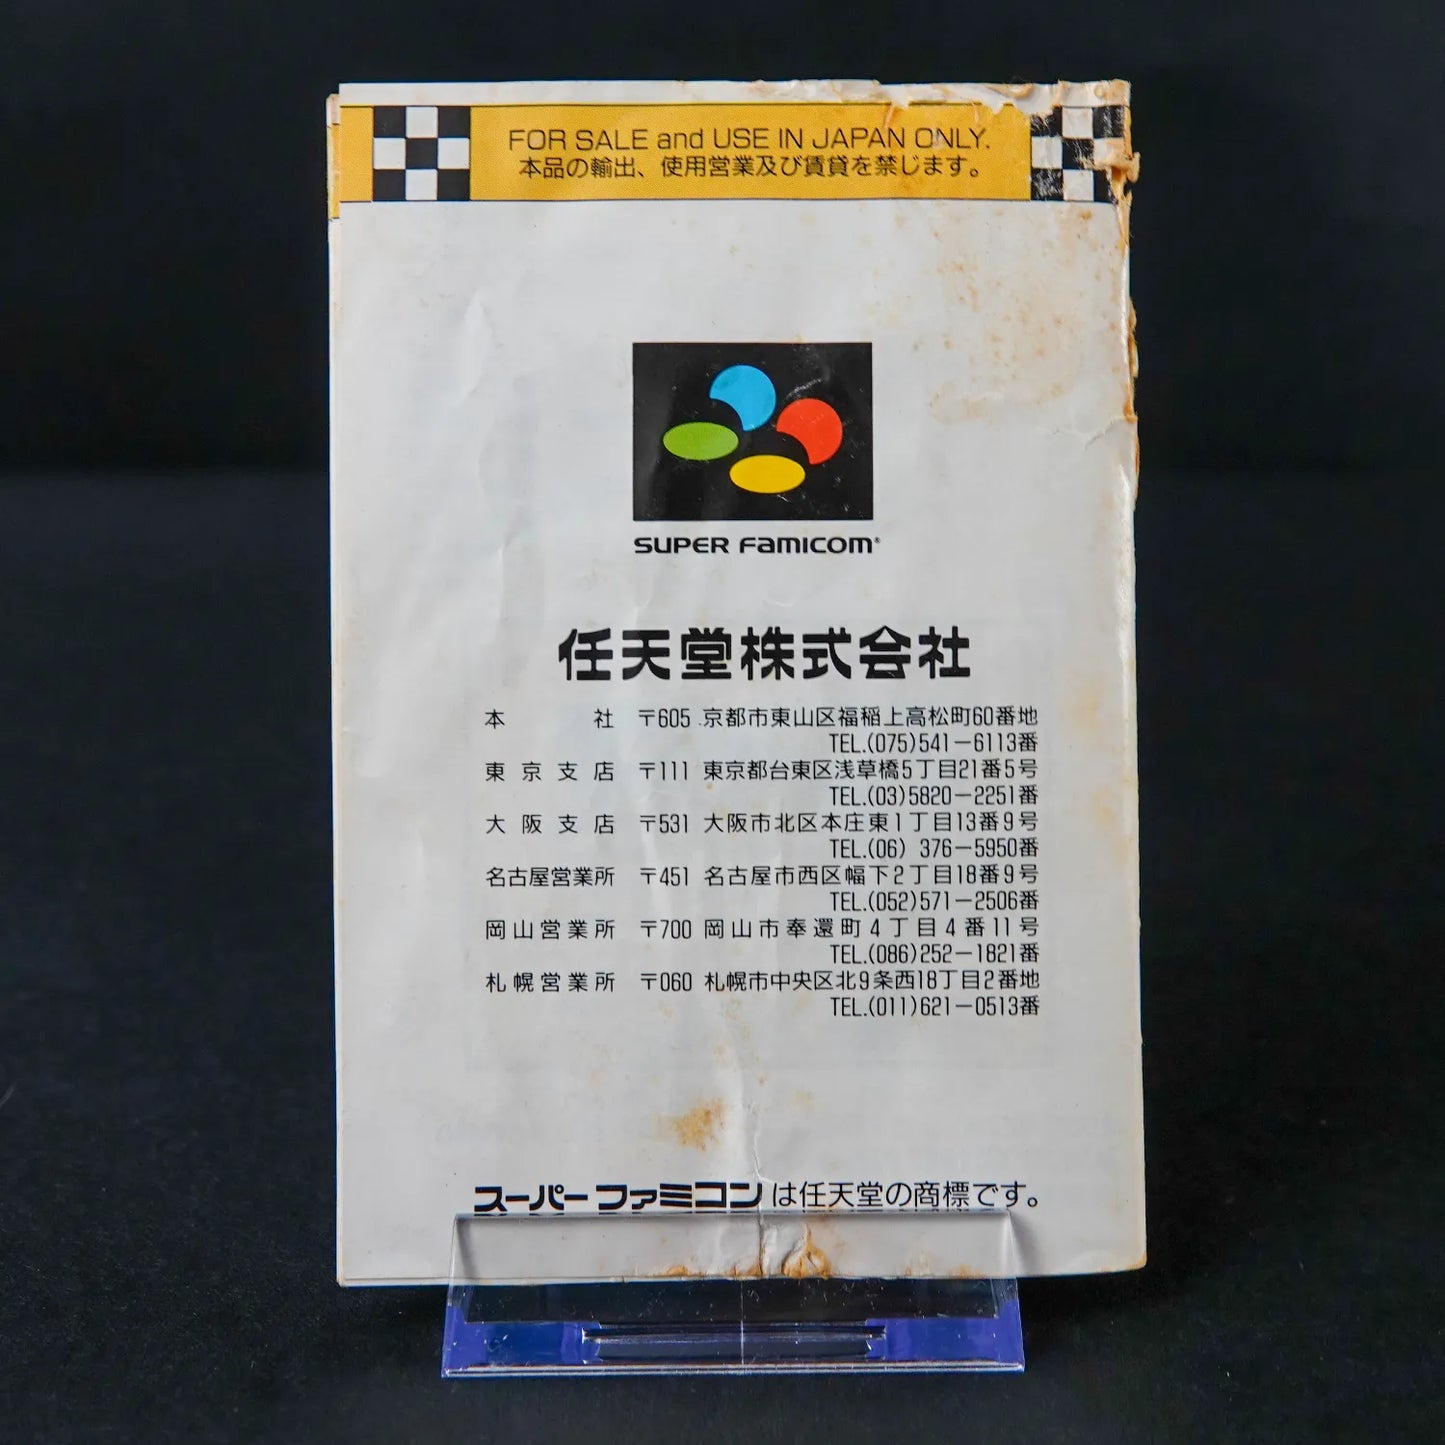 FOR SALE and USE IN JAPAN ONLY.
本品の輸出、使用営業及び賃貸を禁じます。
SUPER FAMICOM®
任天堂株式会社
本社 〒605 京都市東山区福稲上高松町60番地
TEL.(075)541－6113番
東京支店 〒111 東京都台東区浅草橋5丁目21番5号
TEL.(03)5820－2251番
大阪支店 〒531 大阪市北区本庄東1丁目13番9号
TEL.(06) 376－5950番
名古屋営業所 〒451 名古屋市西区幅下2丁目18番9号
TEL.(052)571－2506番
岡山営業所 〒700 岡山市奉還町4丁目4番11号
TEL.(086)252－1821番
札幌営業所 〒060 札幌市中央区北9条西18丁目2番地
TEL.(011)621－0513番
スーパーファミコンは任天堂の商標です。